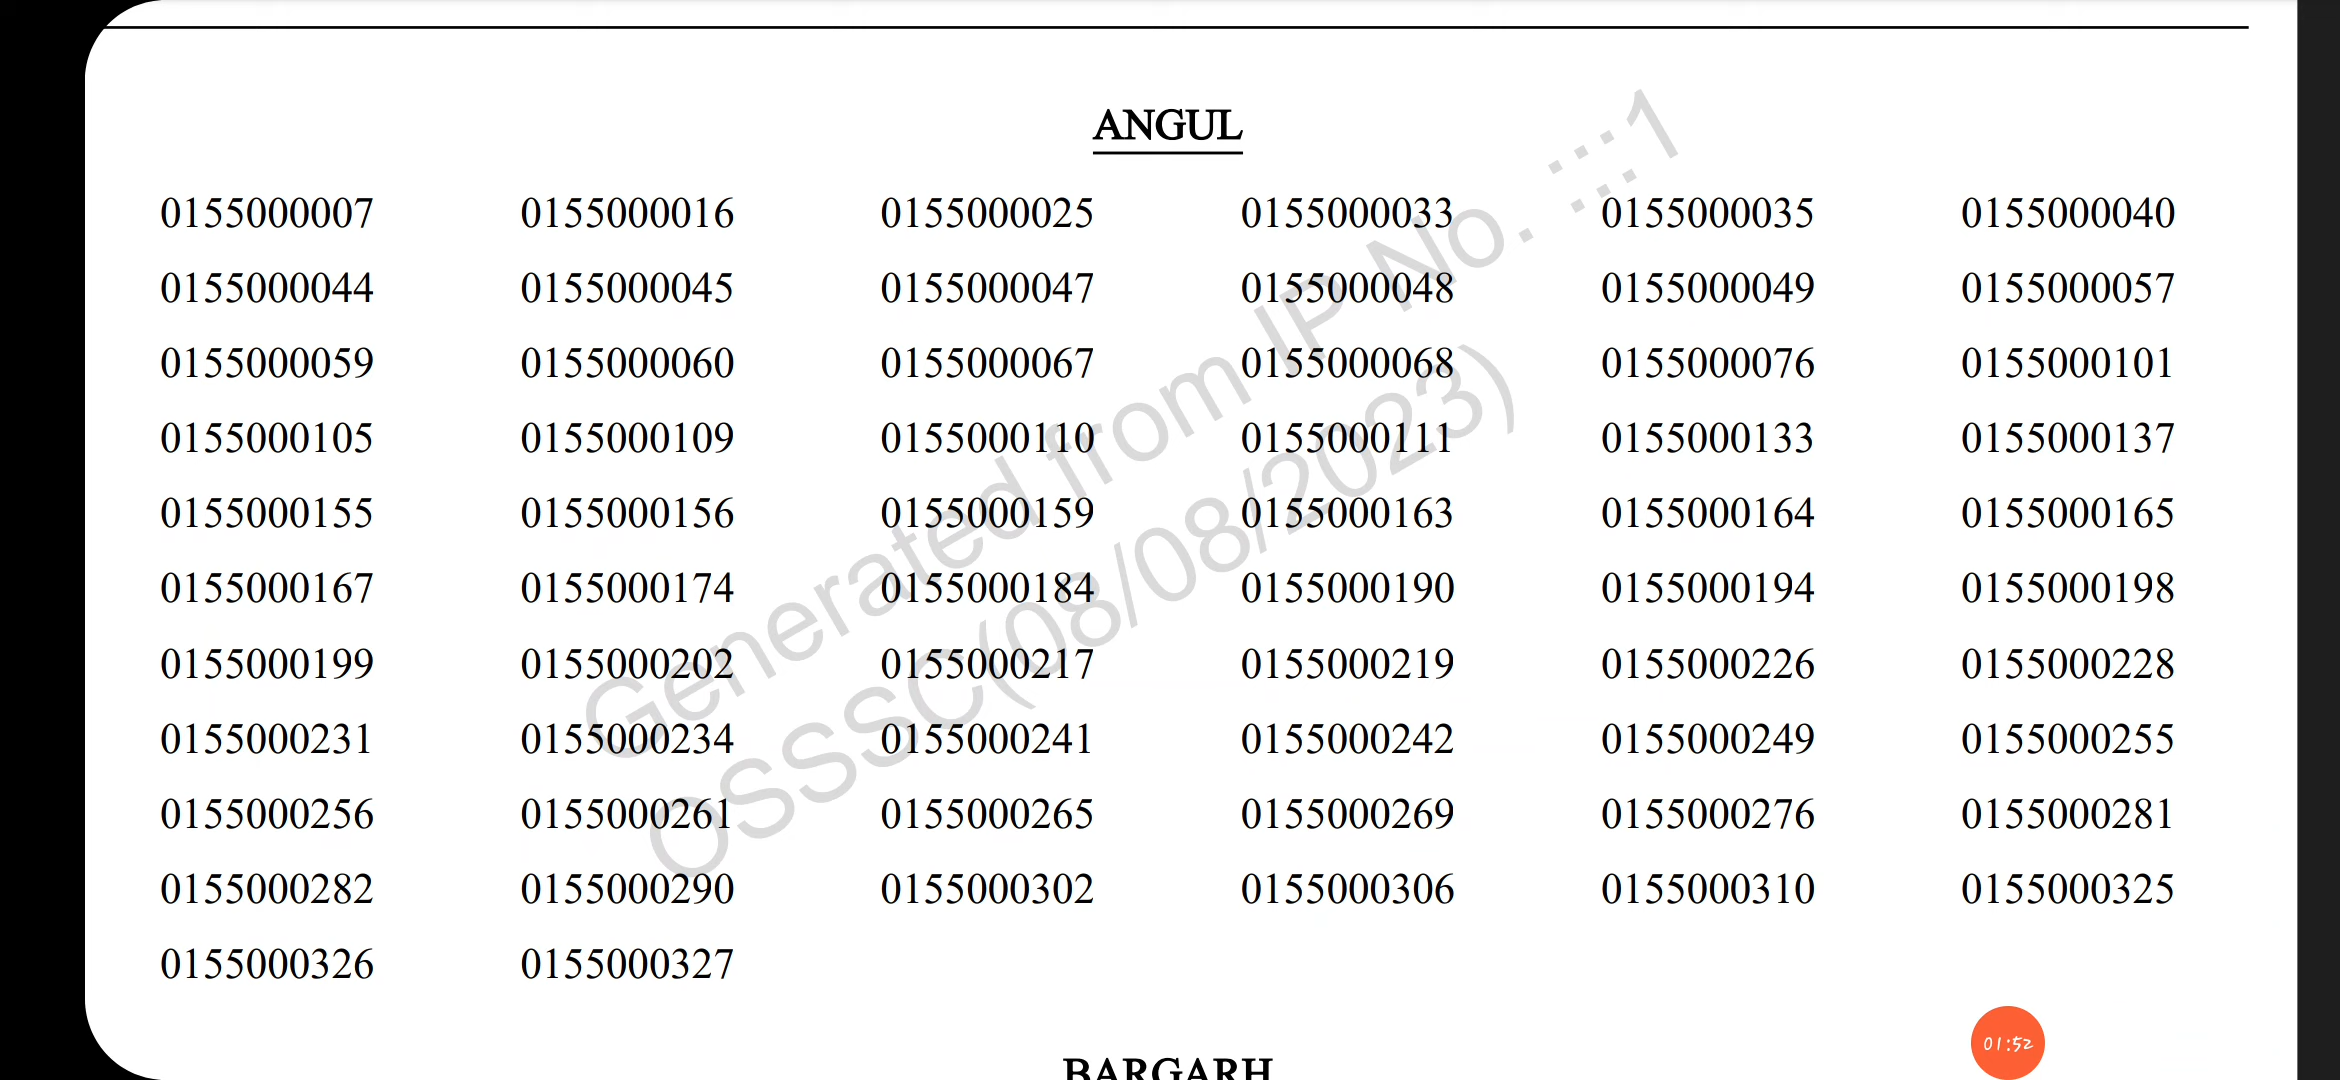 ANGUL
0155000007 0155000016 0155000025 0155000033 0155000035 0155000040
0155000044 0155000045 0155000047 0155000048 0155000049 0155000057
0155000059 0155000060 0155000067 0155000068 0155000076 0155000101
0155000105 0155000109 0155000110 0155000111 0155000133 0155000137
0155000155 0155000156 0155000159 0155000163 0155000164 0155000165
0155000167 0155000174 0155000184 0155000190 0155000194 0155000198
0155000199 0155000202 0155000217 0155000219 0155000226 0155000228
0155000231 0155000234 0155000241 0155000242 0155000249 0155000255
0155000256 0155000261 0155000265 0155000269 0155000276 0155000281
0155000282 0155000290 0155000302 0155000306 0155000310 0155000325
0155000326 0155000327
BARGARH
Generated from IP No. :::1
OSSSC(08/08/2023)
01:52